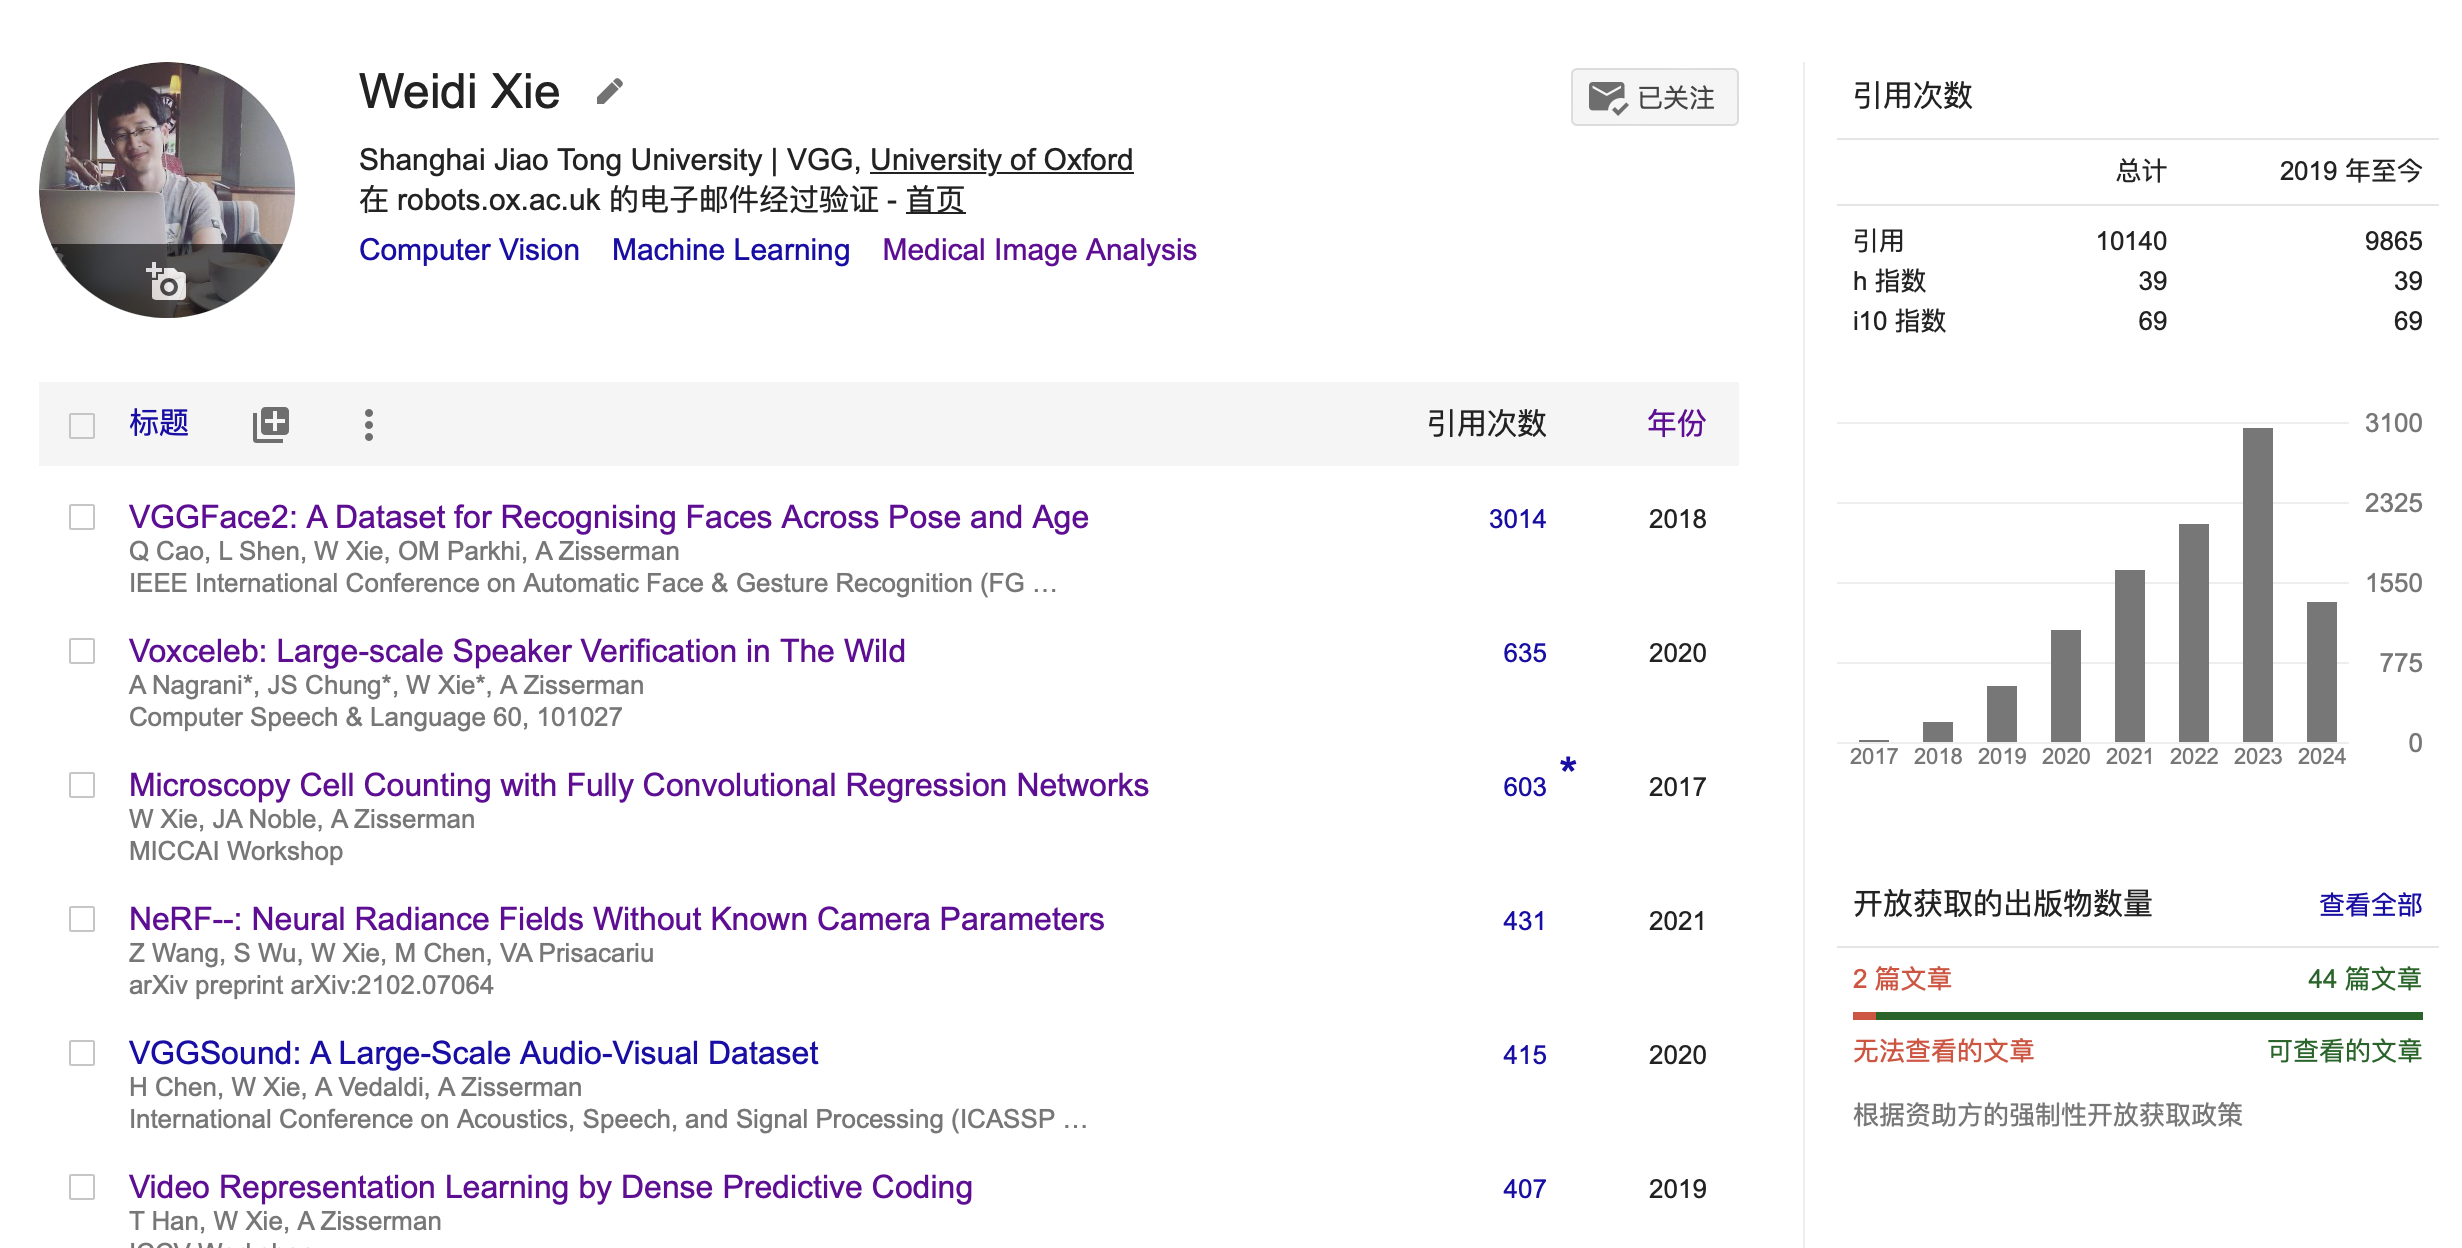 Weidi Xie
已关注
Shanghai Jiao Tong University | VGG, University of Oxford
在 robots.ox.ac.uk 的电子邮件经过验证 - 首页
Computer Vision Machine Learning Medical Image Analysis
标题 引用次数 年份
VGGFace2: A Dataset for Recognising Faces Across Pose and Age 3014 2018
Q Cao, L Shen, W Xie, OM Parkhi, A Zisserman
IEEE International Conference on Automatic Face & Gesture Recognition (FG …
Voxceleb: Large-scale Speaker Verification in The Wild 635 2020
A Nagrani*, JS Chung*, W Xie*, A Zisserman
Computer Speech & Language 60, 101027
Microscopy Cell Counting with Fully Convolutional Regression Networks 603 * 2017
W Xie, JA Noble, A Zisserman
MICCAI Workshop
NeRF--: Neural Radiance Fields Without Known Camera Parameters 431 2021
Z Wang, S Wu, W Xie, M Chen, VA Prisacariu
arXiv preprint arXiv:2102.07064
VGGSound: A Large-Scale Audio-Visual Dataset 415 2020
H Chen, W Xie, A Vedaldi, A Zisserman
International Conference on Acoustics, Speech, and Signal Processing (ICASSP …
Video Representation Learning by Dense Predictive Coding 407 2019
T Han, W Xie, A Zisserman
引用次数
总计 2019 年至今
引用 10140 9865
h 指数 39 39
i10 指数 69 69
3100
2325
1550
775
0
2017 2018 2019 2020 2021 2022 2023 2024
开放获取的出版物数量 查看全部
2 篇文章 44 篇文章
无法查看的文章 可查看的文章
根据资助方的强制性开放获取政策